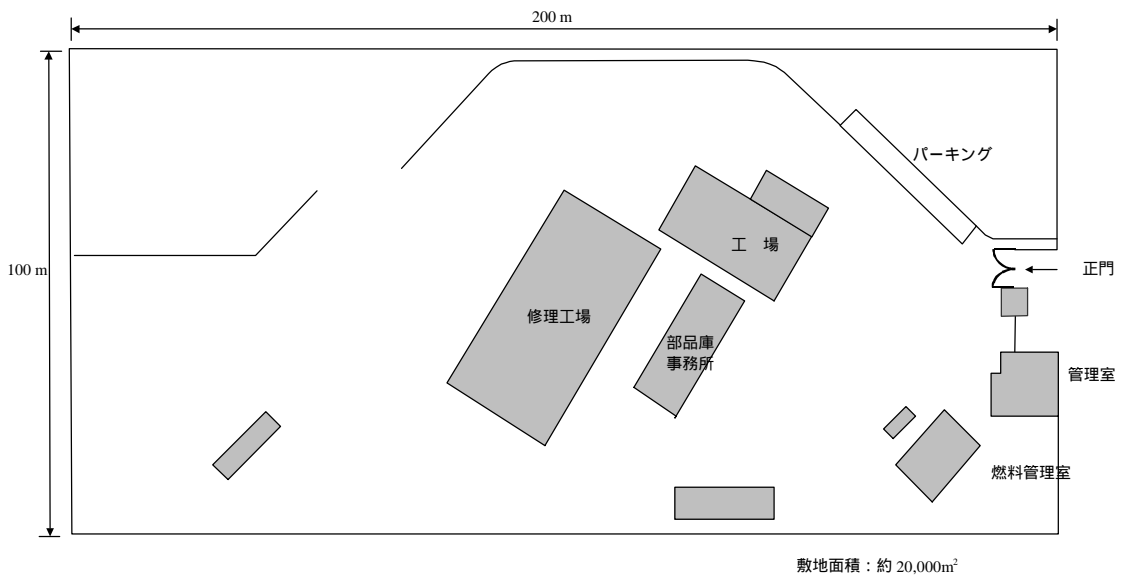 200 m
パーキング
工 場
100 m
正門
修理工場
部品庫
事務所
管理室
燃料管理室
敷地面積：約 20,000m²